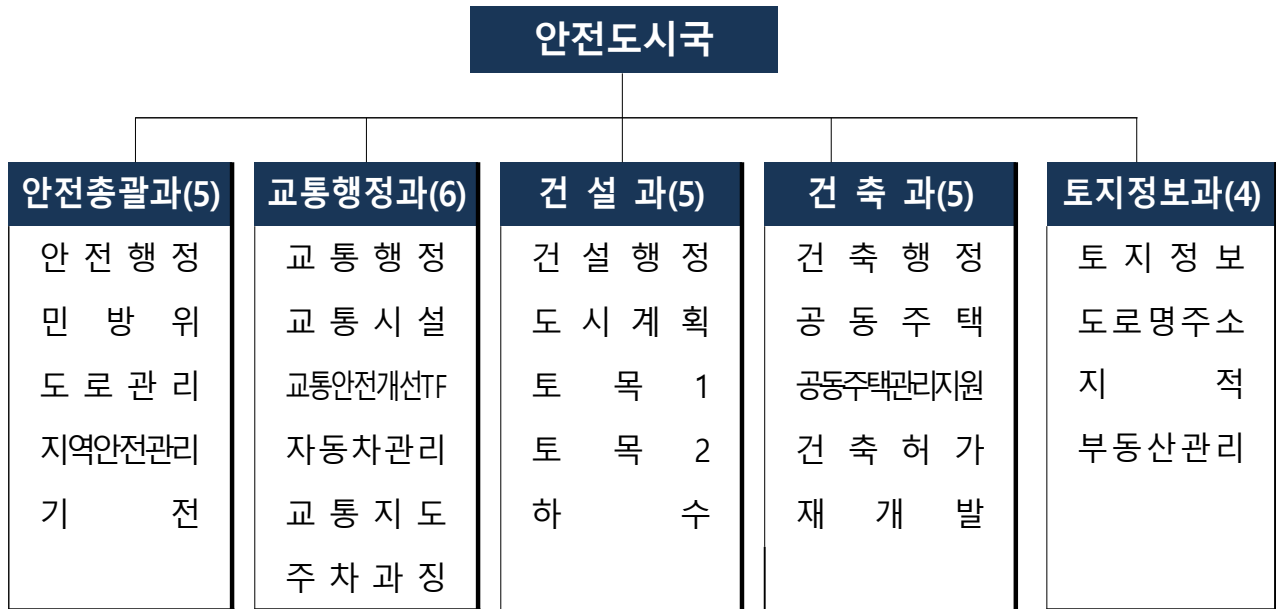 안전도시국
안전총괄과(5)
안전행정
민방위
도로관리
지역안전관리
기전
교통행정과(6)
교통행정
교통시설
교통안전개선TF
자동차관리
교통지도
주차과징
건 설 과(5)
건설행정
도시계획
토목1
토목2
하수
건 축 과(5)
건축행정
공동주택
공동주택관리지원
건축허가
재개발
토지정보과(4)
토지정보
도로명주소
지적
부동산관리